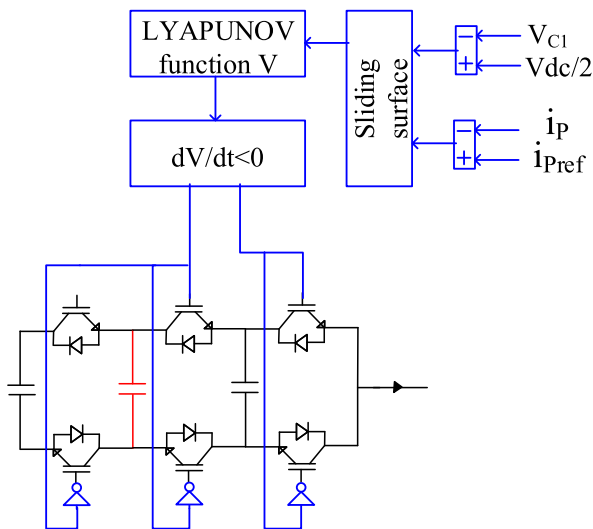 LYAPUNOV
function V
Sliding
surface
−
+
V_C1
Vdc/2
dV/dt<0
−
+
i_P
i_Pref